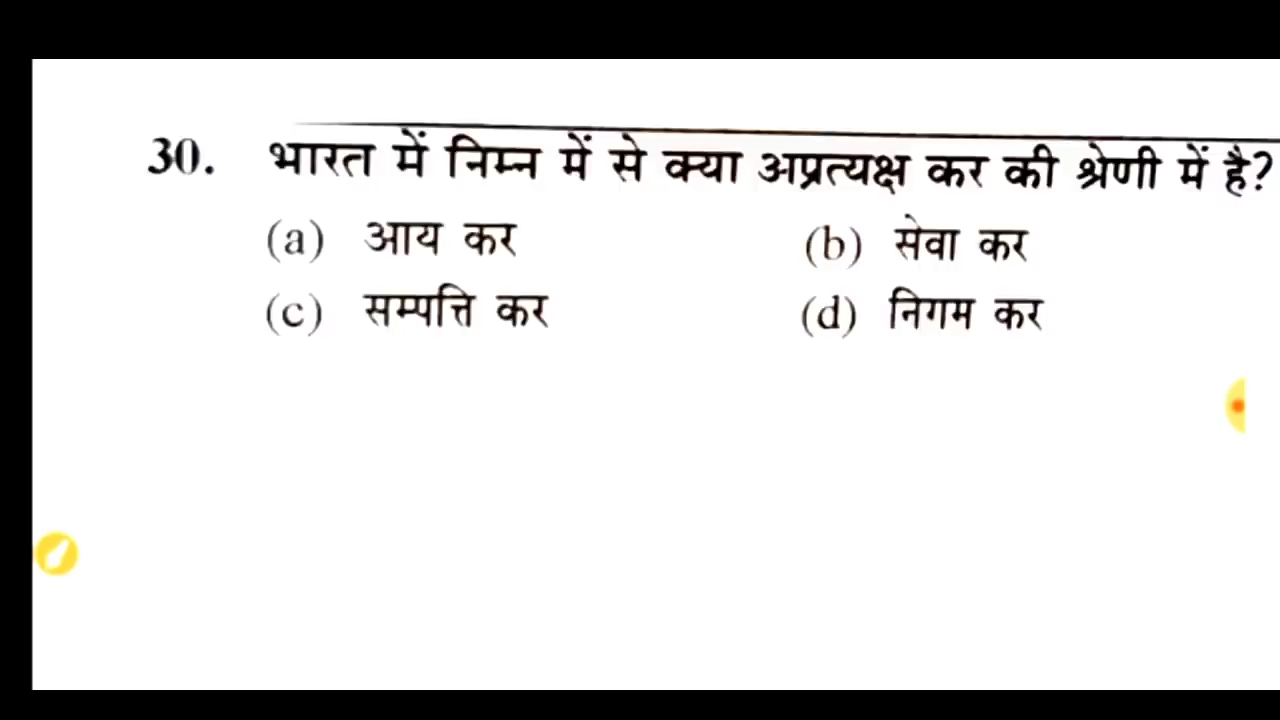 30. भारत में निम्न में से क्या अप्रत्यक्ष कर की श्रेणी में है?
(a) आय कर (b) सेवा कर
(c) सम्पत्ति कर (d) निगम कर